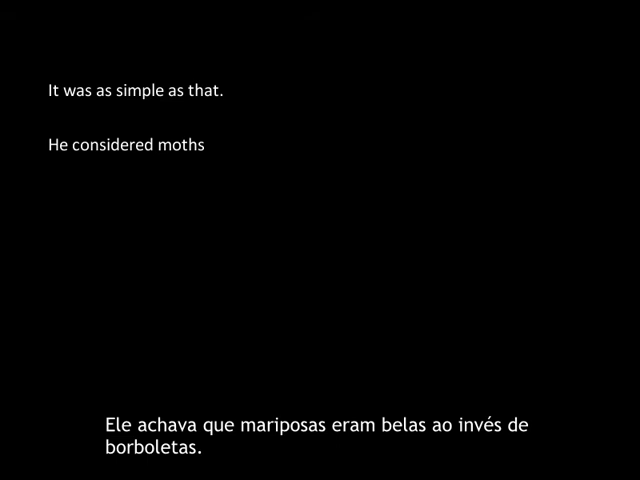 It was as simple as that.
He considered moths
Ele achava que mariposas eram belas ao invés de
borboletas.